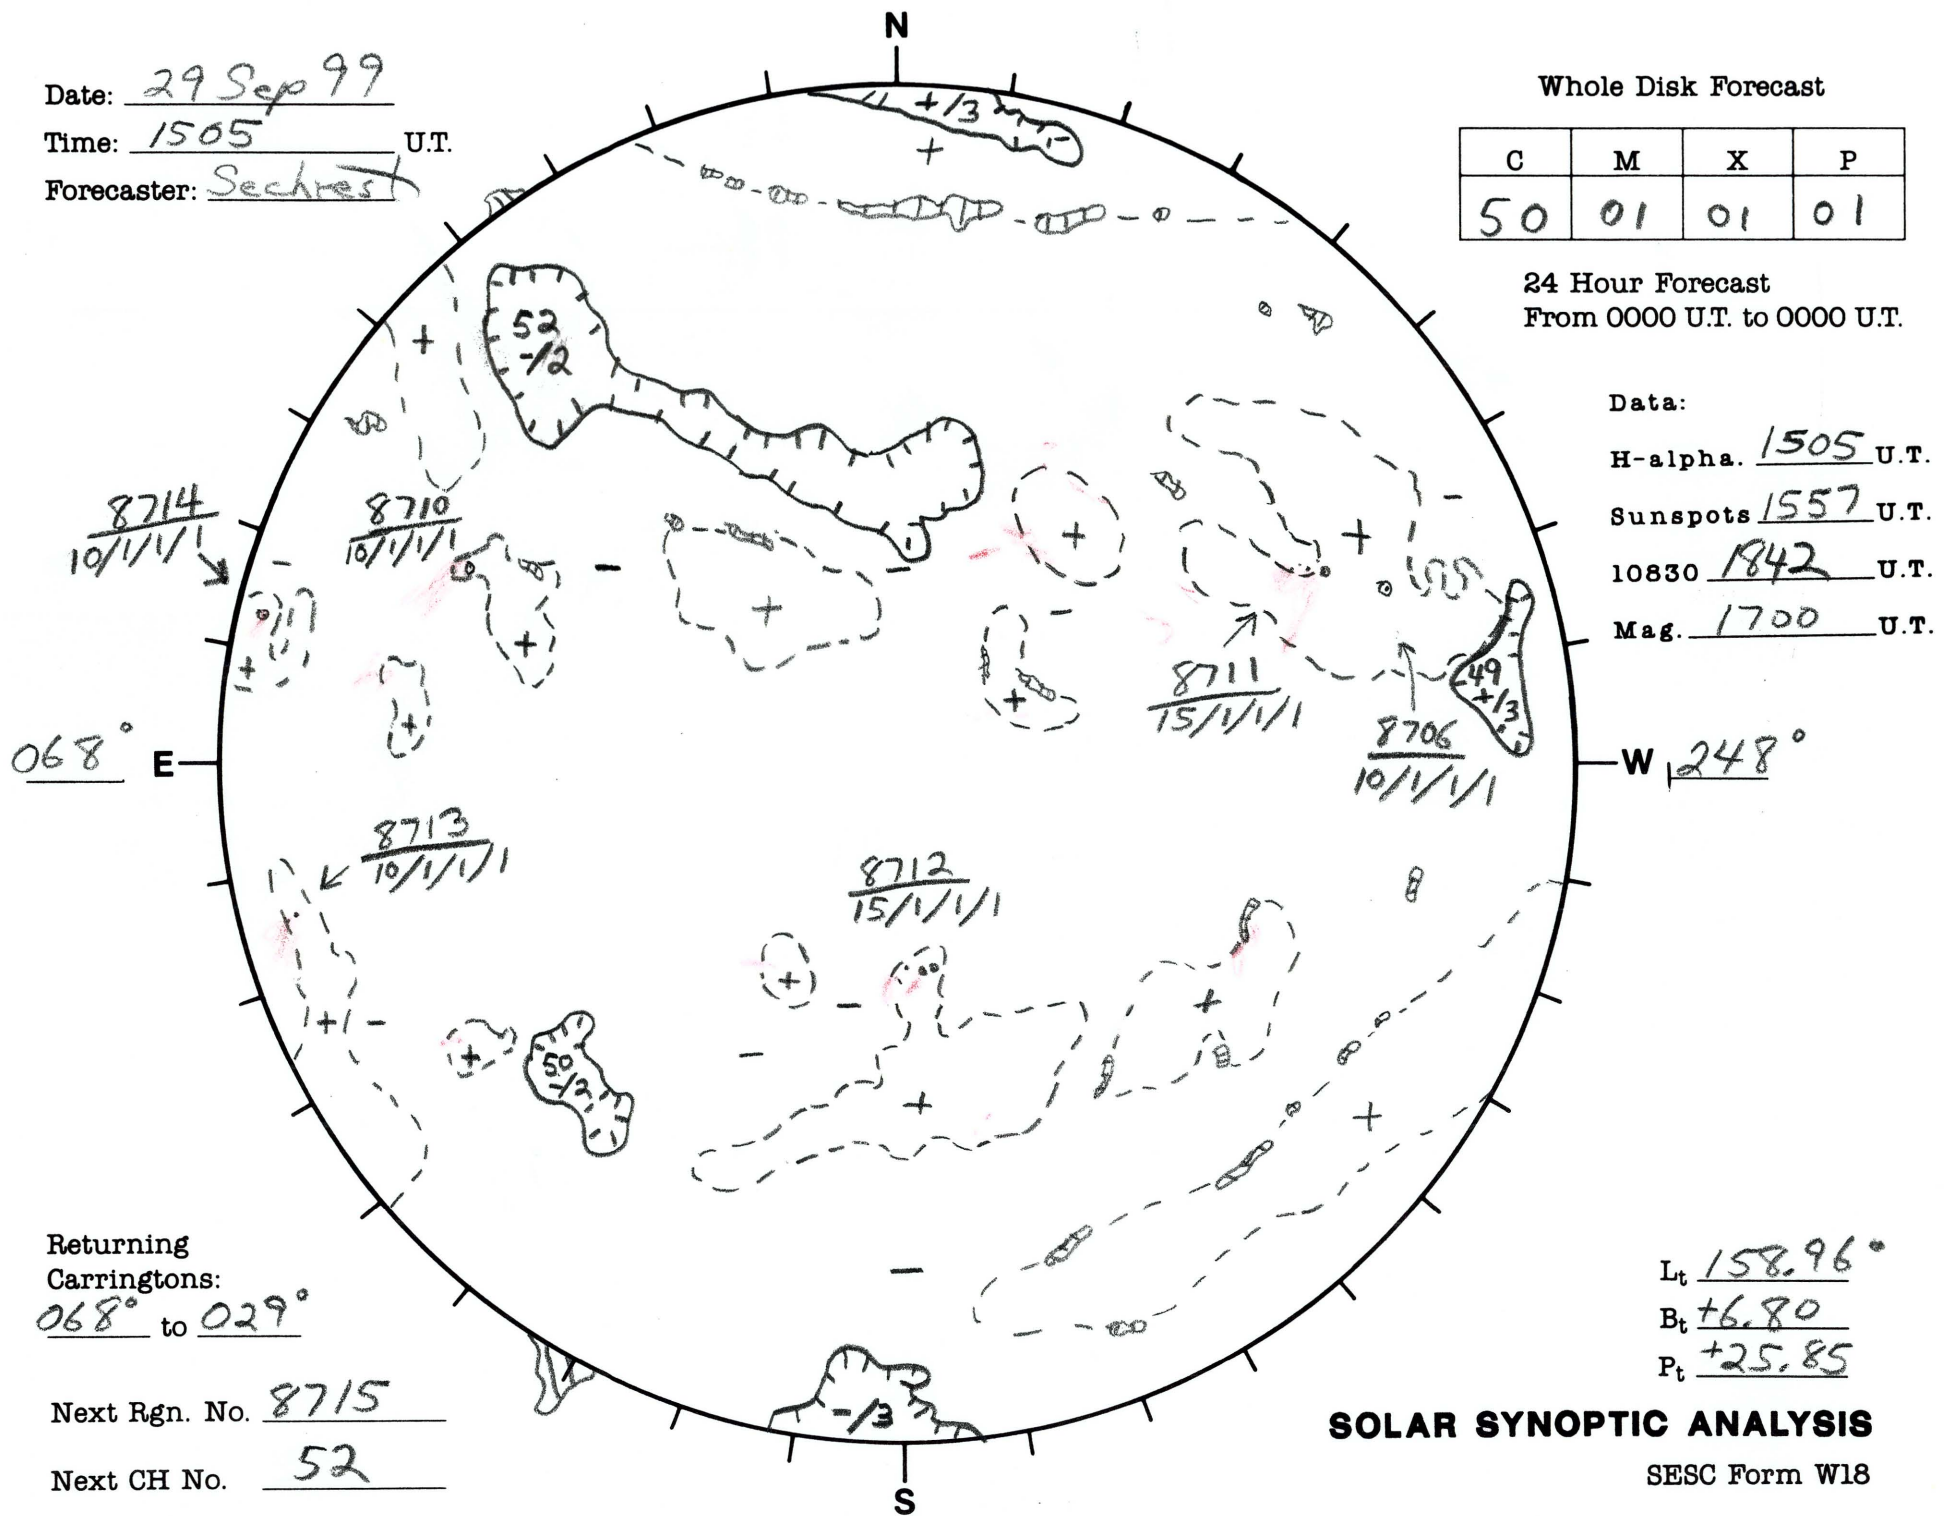 N
Date: 29 Sep 99
Time: 1505 U.T.
Forecaster: Sechrest
Whole Disk Forecast
C M X P
50 01 01 01
24 Hour Forecast
From 0000 U.T. to 0000 U.T.
Data:
H-alpha. 1505 U.T.
Sunspots 1557 U.T.
10830 1842 U.T.
Mag. 1700 U.T.
+/3
+
52
-/2
+
8714
10/1/1/1
8710
10/1/1/1
-
-
-
+
+
+
-
-
-
+
+
+
+
+
8711
15/1/1/1
49
+/3
8706
10/1/1/1
068° E
W 248°
8713
10/1/1/1
8712
15/1/1/1
+
-
+
+
-
+
50
-/2
-
+
+
-
-/3
Returning
Carringtons:
068° to 029°
Next Rgn. No. 8715
Next CH No. 52
Lt 158.96°
Bt +6.80
Pt +25.85
SOLAR SYNOPTIC ANALYSIS
SESC Form W18
S